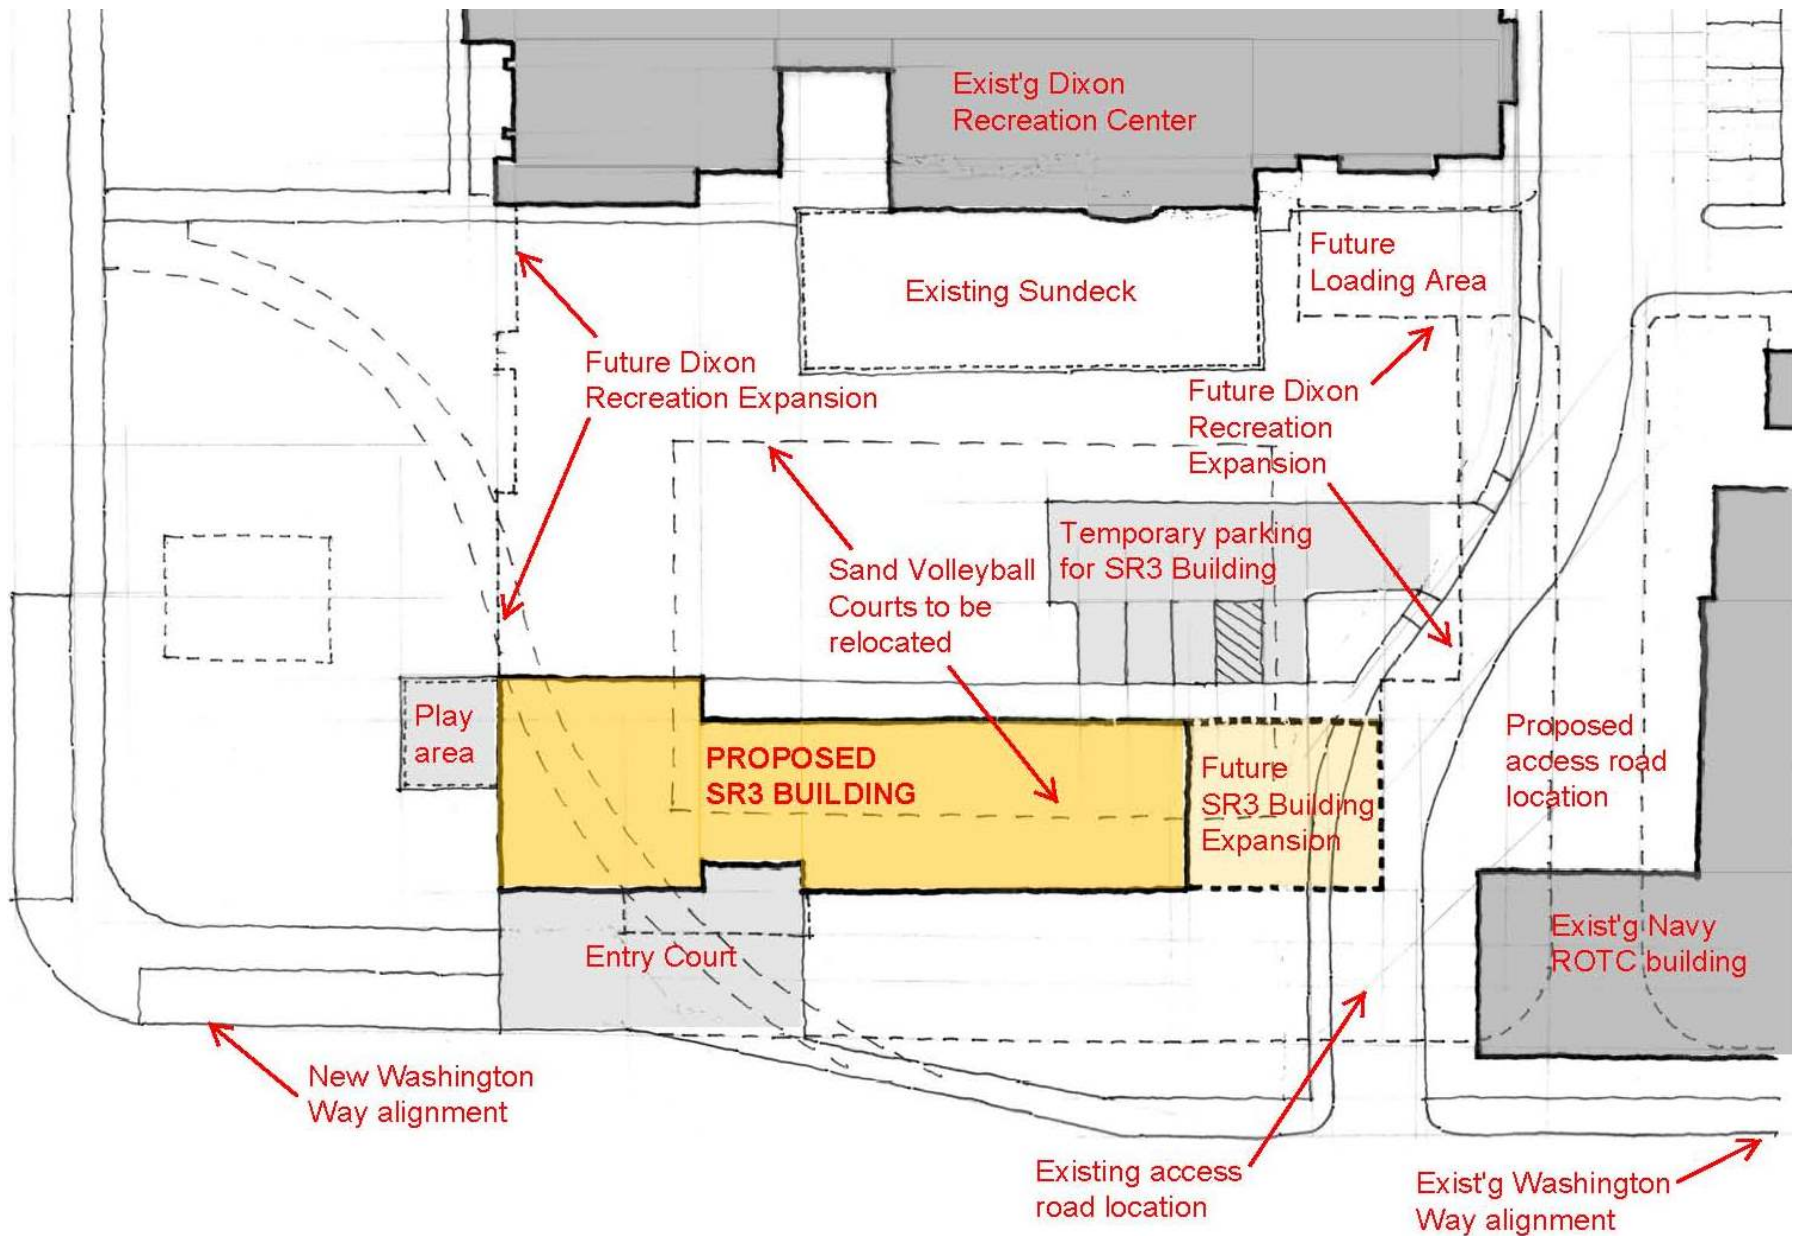 Exist'g Dixon
Recreation Center
Future
Loading Area
Existing Sundeck
Future Dixon
Recreation Expansion
Future Dixon
Recreation
Expansion
Temporary parking
for SR3 Building
Sand Volleyball
Courts to be
relocated
Play
area
PROPOSED
SR3 BUILDING
Future
SR3 Building
Expansion
Proposed
access road
location
Exist'g Navy
ROTC building
Entry Court
New Washington
Way alignment
Existing access
road location
Exist'g Washington
Way alignment